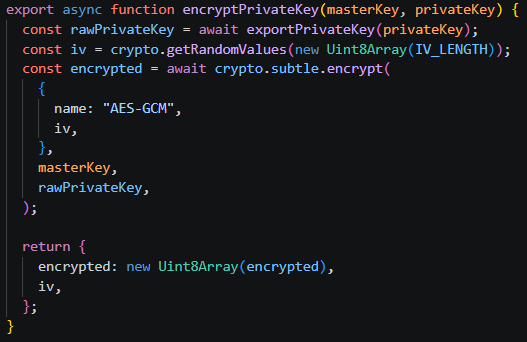 export async function encryptPrivateKey(masterKey, privateKey) {
  const rawPrivateKey = await exportPrivateKey(privateKey);
  const iv = crypto.getRandomValues(new Uint8Array(IV_LENGTH));
  const encrypted = await crypto.subtle.encrypt(
    {
      name: "AES-GCM",
      iv,
    },
    masterKey,
    rawPrivateKey,
  );

  return {
    encrypted: new Uint8Array(encrypted),
    iv,
  };
}